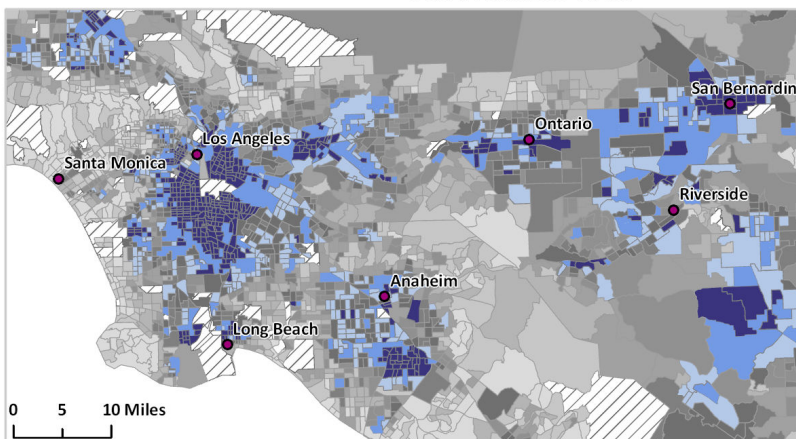 San Bernardin
Ontario
Los Angeles
Santa Monica
Riverside
Anaheim
Long Beach
0 5 10 Miles